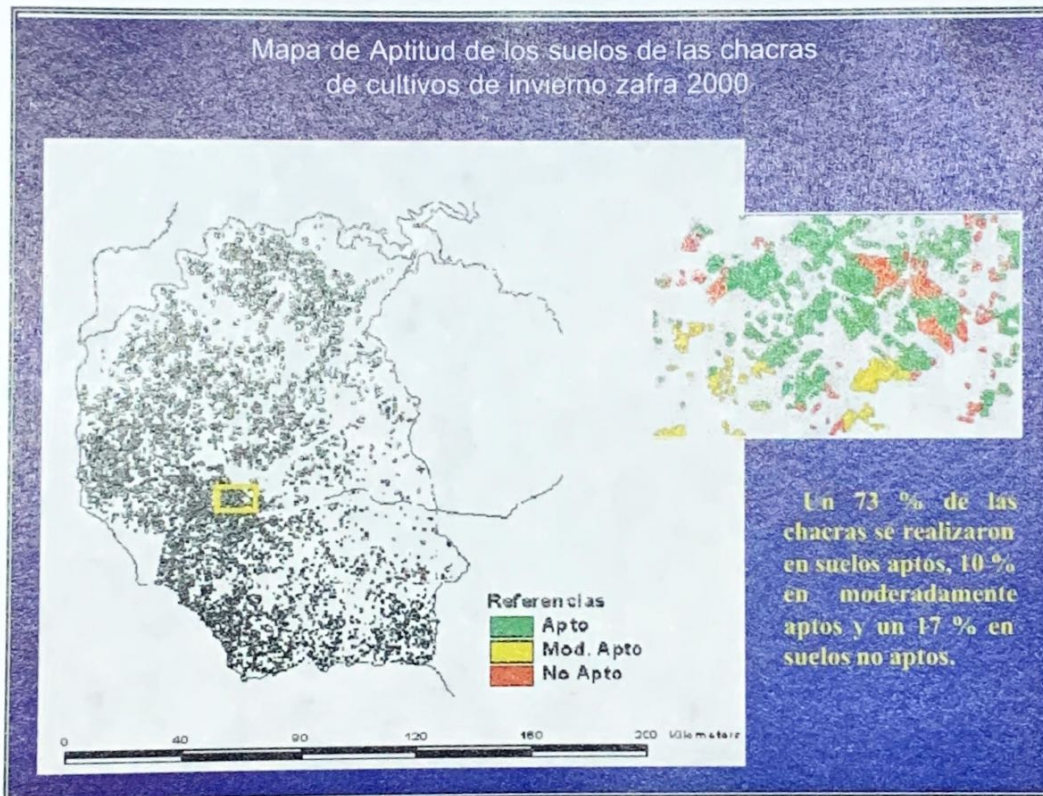 Mapa de Aptitud de los suelos de las chacras
de cultivos de invierno zafra 2000
Un 73 % de las
chacras se realizaron
en suelos aptos, 10 %
en moderadamente
aptos y un 17 % en
suelos no aptos.
Referencias
Apto
Mod. Apto
No Apto
0 40 80 120 160 200 Kilometers